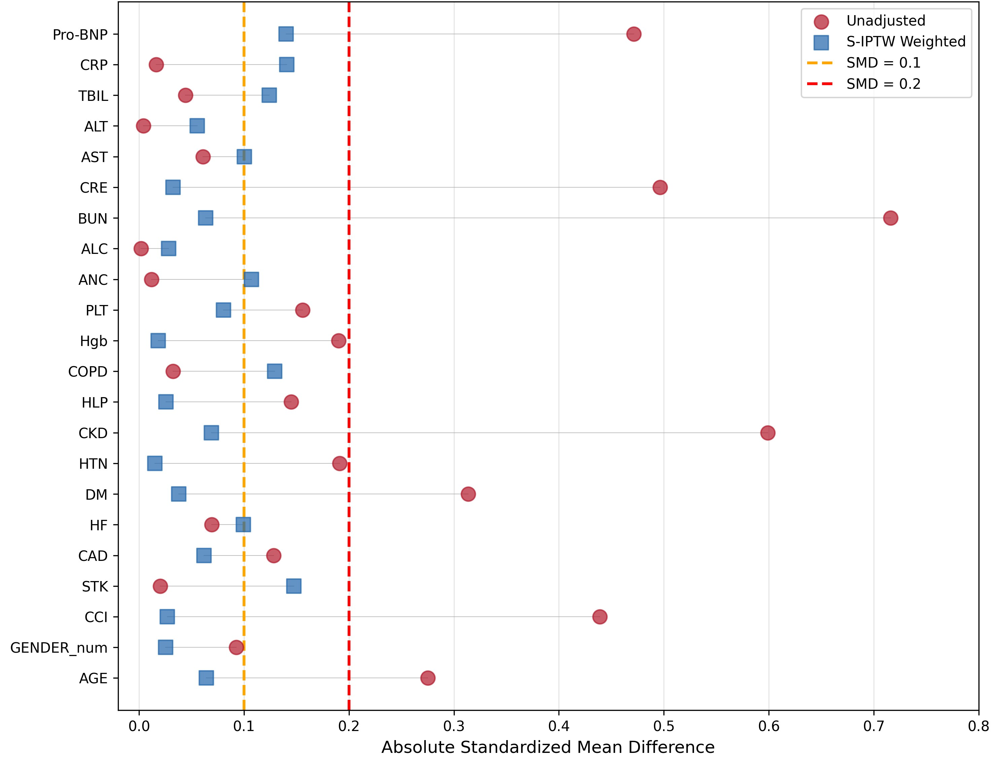 Unadjusted
S-IPTW Weighted
SMD = 0.1
SMD = 0.2
Pro-BNP
CRP
TBIL
ALT
AST
CRE
BUN
ALC
ANC
PLT
Hgb
COPD
HLP
CKD
HTN
DM
HF
CAD
STK
CCI
GENDER_num
AGE
0.0 0.1 0.2 0.3 0.4 0.5 0.6 0.7 0.8
Absolute Standardized Mean Difference